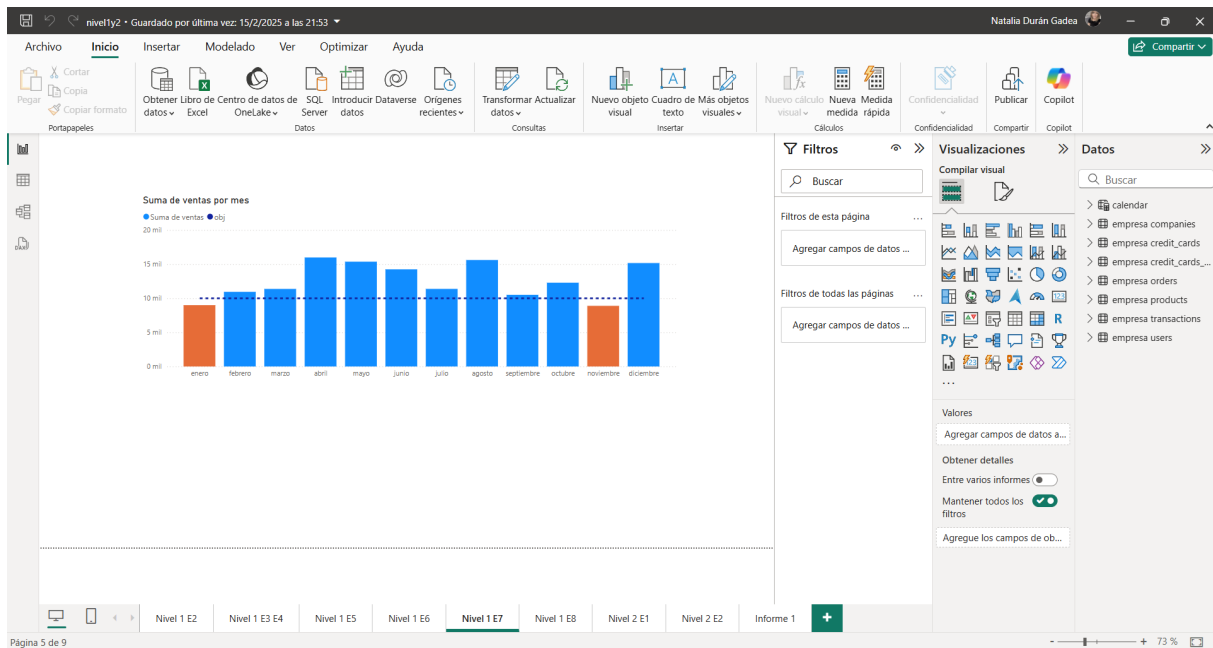 nivel1y2 • Guardado por última vez: 15/2/2025 a las 21:53
Natalia Durán Gadea
Archivo Inicio Insertar Modelado Ver Optimizar Ayuda
Compartir
Pegar
Cortar
Copia
Copiar formato
Portapapeles
Obtener datos
Libro de Excel
Centro de datos de OneLake
SQL Server
Introducir datos
Dataverse
Orígenes recientes
Datos
Transformar datos
Actualizar
Consultas
Nuevo objeto visual
Cuadro de texto
Más objetos visuales
Insertar
Nuevo cálculo visual
Nueva medida
Medida rápida
Cálculos
Confidencialidad
Confidencialidad
Publicar
Compartir
Copilot
Copilot
Suma de ventas por mes
Suma de ventas obj
20 mil
15 mil
10 mil
5 mil
0 mil
enero febrero marzo abril mayo junio julio agosto septiembre octubre noviembre diciembre
Filtros
Buscar
Filtros de esta página ...
Agregar campos de datos ...
Filtros de todas las páginas ...
Agregar campos de datos ...
Visualizaciones
Compilar visual
123
R
Py
...
Valores
Agregar campos de datos a...
Obtener detalles
Entre varios informes
Mantener todos los
filtros
Agregue los campos de ob...
Datos
Buscar
calendar
empresa companies
empresa credit_cards
empresa credit_cards_...
empresa orders
empresa products
empresa transactions
empresa users
Nivel 1 E2 Nivel 1 E3 E4 Nivel 1 E5 Nivel 1 E6 Nivel 1 E7 Nivel 1 E8 Nivel 2 E1 Nivel 2 E2 Informe 1 +
Página 5 de 9
- + 73 %